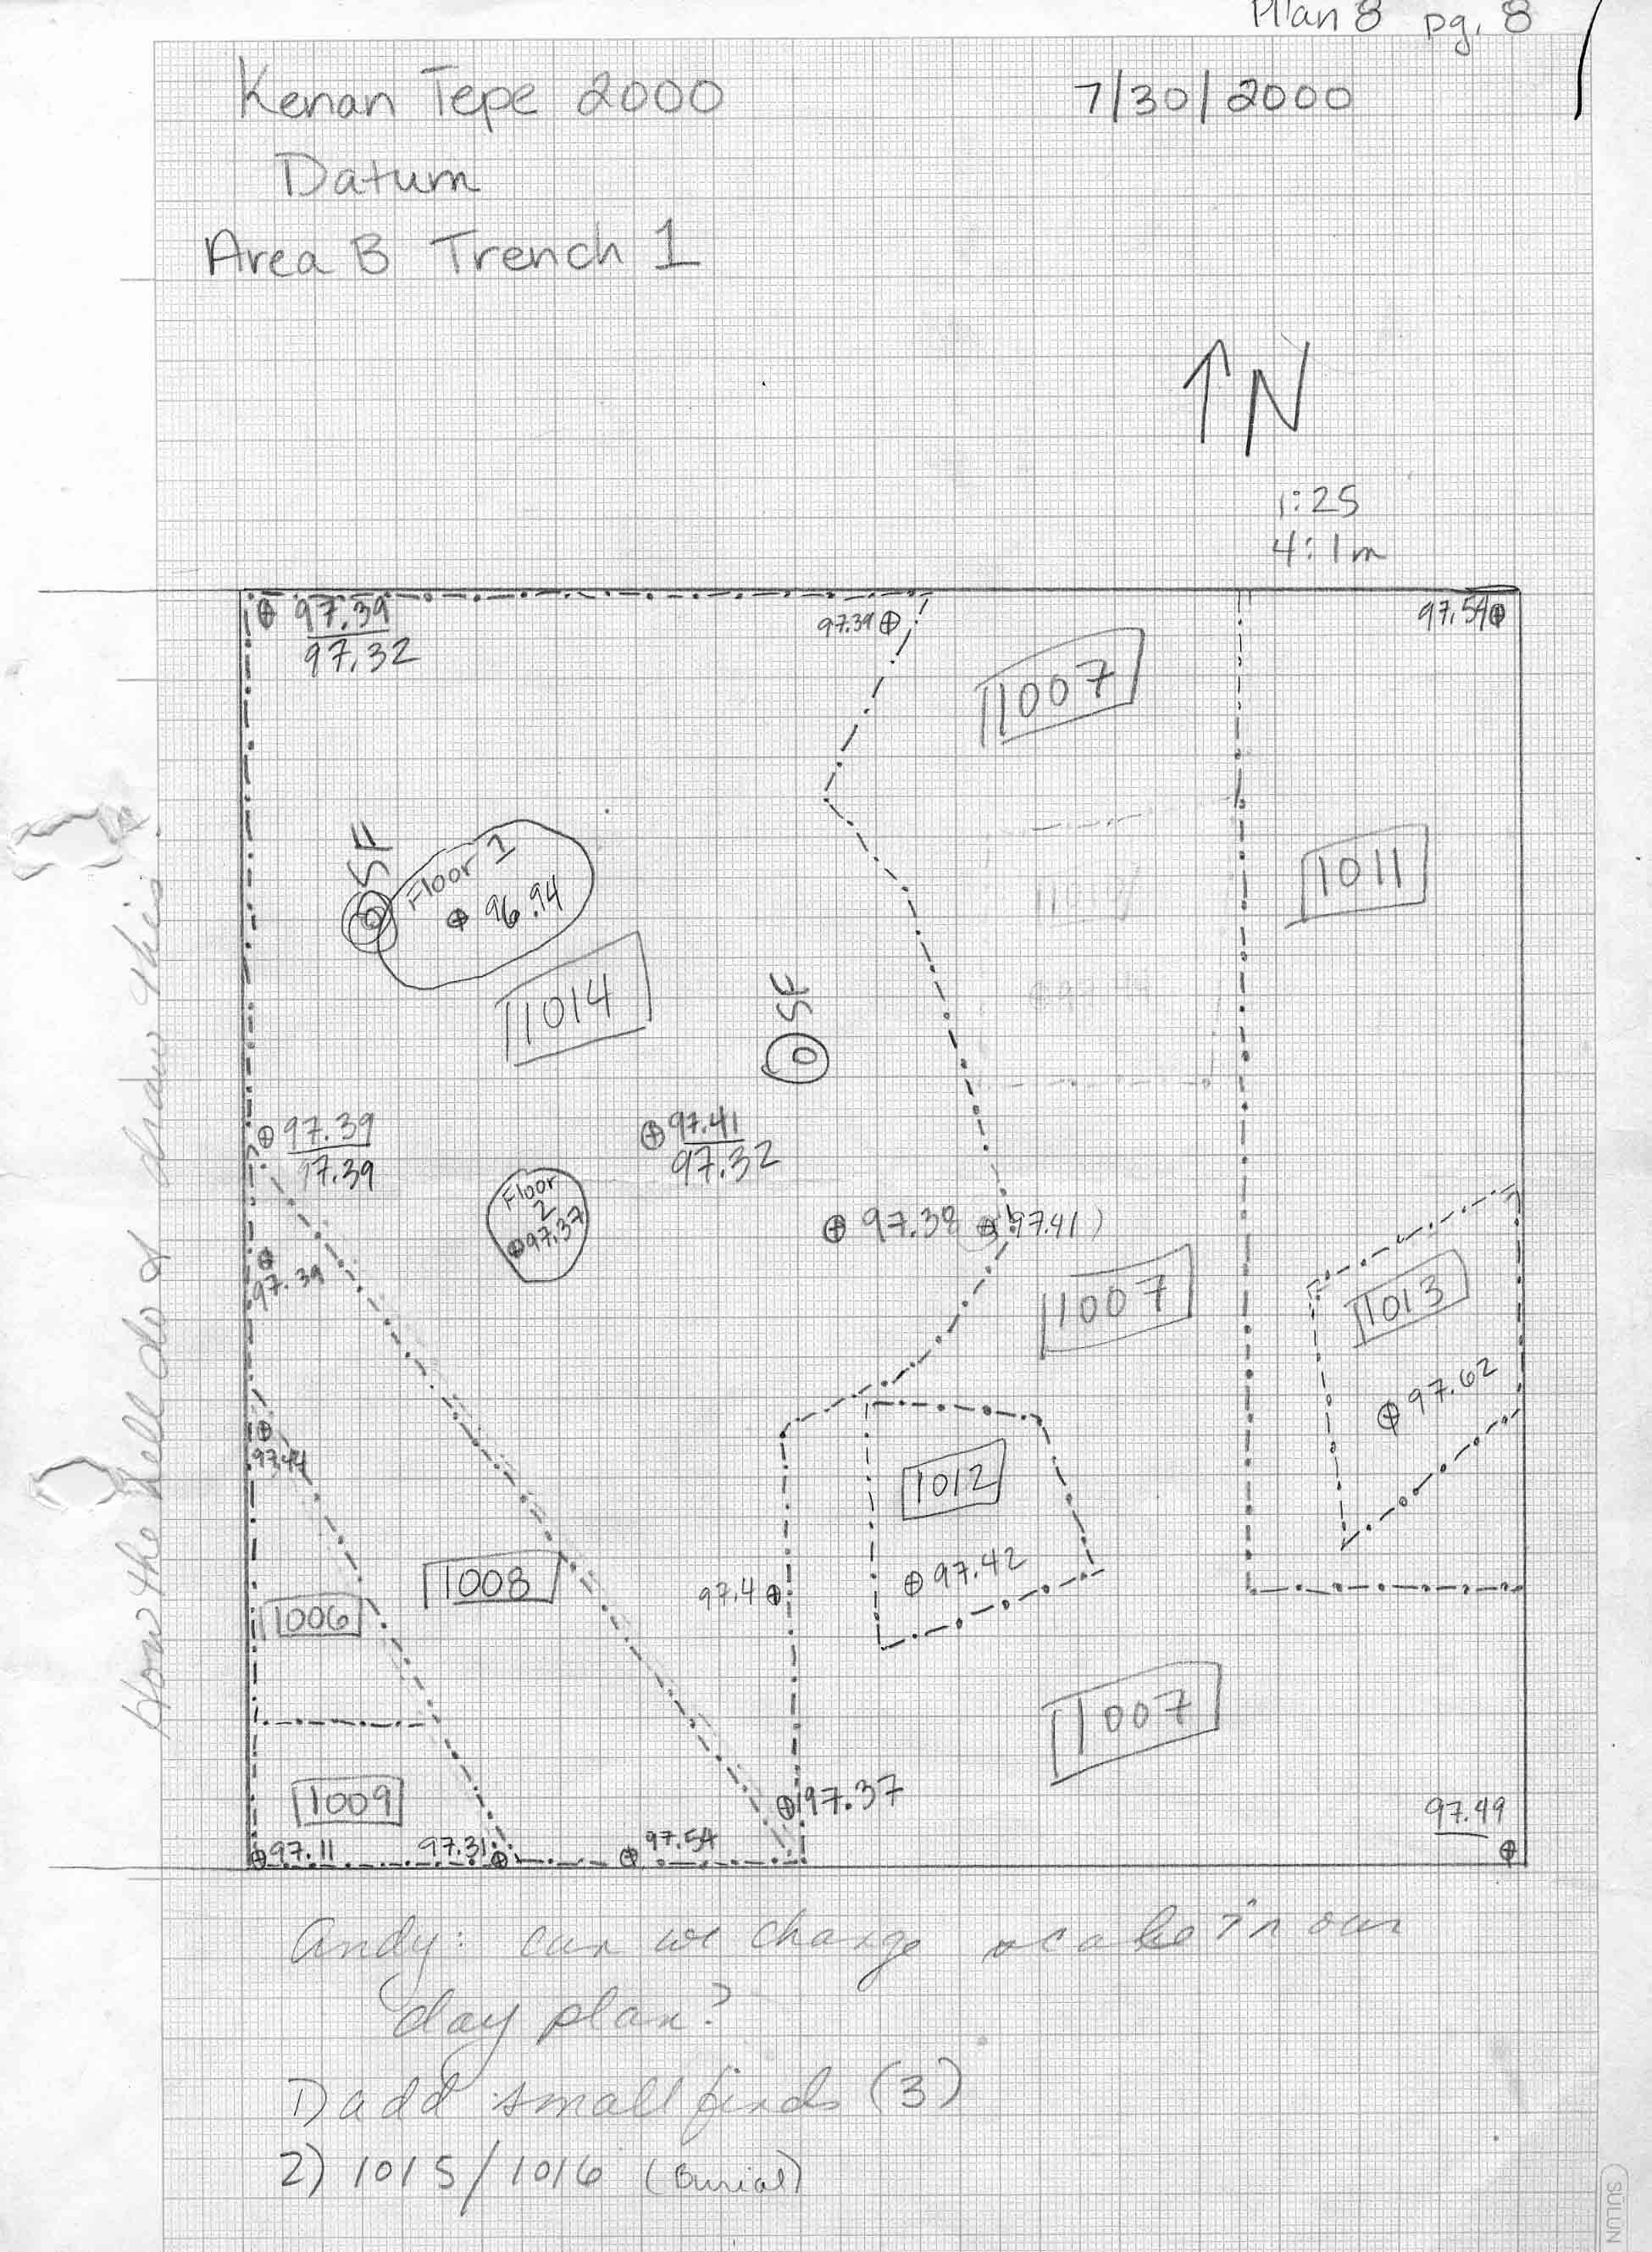 Plan 8 pg. 8
Kenan Tepe 2000
7/30/2000
Datum
Area B Trench 1
N
1:25
4:1m
97.39
97.32
97.39
97.54
1007
SF
Floor 1
96.94
1011
1014
SF
97.39
97.39
97.41
97.32
Floor
2
97.37
97.38
97.41)
97.39
1007
1013
97.62
97.44
1012
97.42
1008
97.4
1006
1007
1009
97.37
97.49
97.11
97.31
97.54
How the hell do I draw this
Andy: can we change scale in our
day plan?
1) add small finds (3)
2) 1015/1016 (Burial)
SÜLÜN